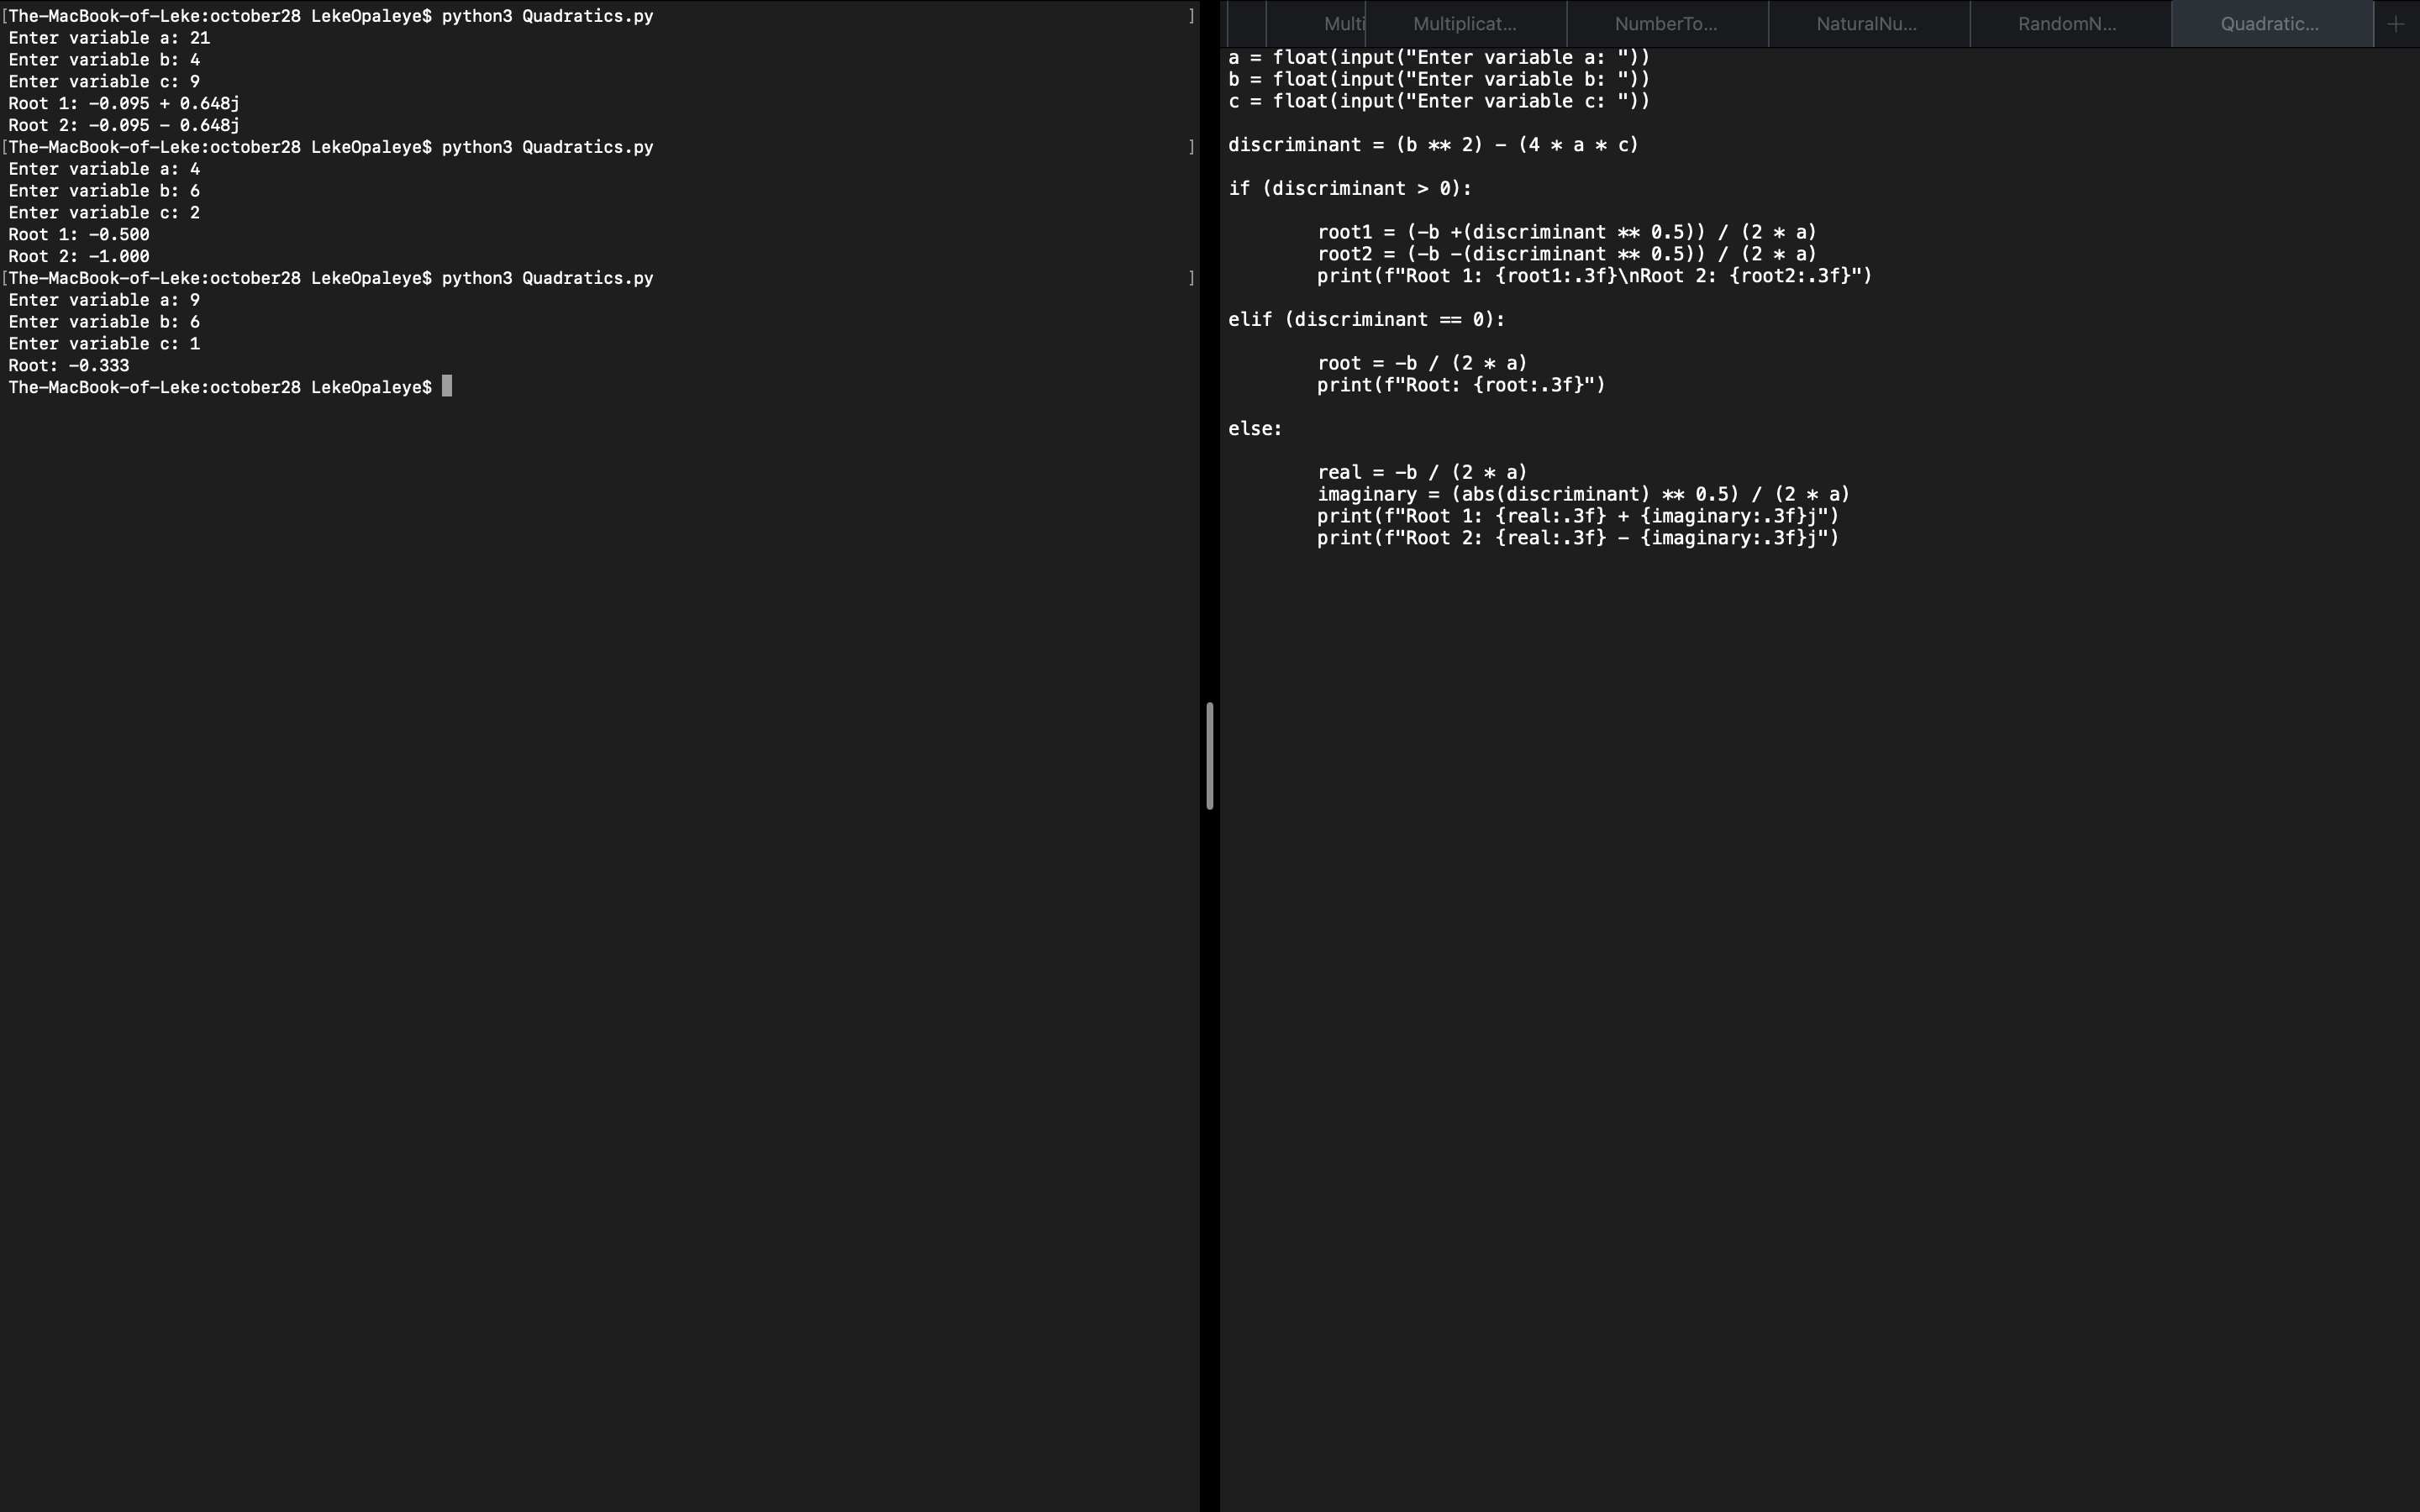 [The-MacBook-of-Leke:october28 LekeOpaleye$ python3 Quadratics.py ]
Enter variable a: 21
Enter variable b: 4
Enter variable c: 9
Root 1: -0.095 + 0.648j
Root 2: -0.095 - 0.648j
[The-MacBook-of-Leke:october28 LekeOpaleye$ python3 Quadratics.py ]
Enter variable a: 4
Enter variable b: 6
Enter variable c: 2
Root 1: -0.500
Root 2: -1.000
[The-MacBook-of-Leke:october28 LekeOpaleye$ python3 Quadratics.py ]
Enter variable a: 9
Enter variable b: 6
Enter variable c: 1
Root: -0.333
The-MacBook-of-Leke:october28 LekeOpaleye$
Multi Multiplicat... NumberTo... NaturalNu... RandomN... Quadratic... +
a = float(input("Enter variable a: "))
b = float(input("Enter variable b: "))
c = float(input("Enter variable c: "))
discriminant = (b ** 2) - (4 * a * c)
if (discriminant > 0):
root1 = (-b +(discriminant ** 0.5)) / (2 * a)
root2 = (-b -(discriminant ** 0.5)) / (2 * a)
print(f"Root 1: {root1:.3f}\nRoot 2: {root2:.3f}")
elif (discriminant == 0):
root = -b / (2 * a)
print(f"Root: {root:.3f}")
else:
real = -b / (2 * a)
imaginary = (abs(discriminant) ** 0.5) / (2 * a)
print(f"Root 1: {real:.3f} + {imaginary:.3f}j")
print(f"Root 2: {real:.3f} - {imaginary:.3f}j")